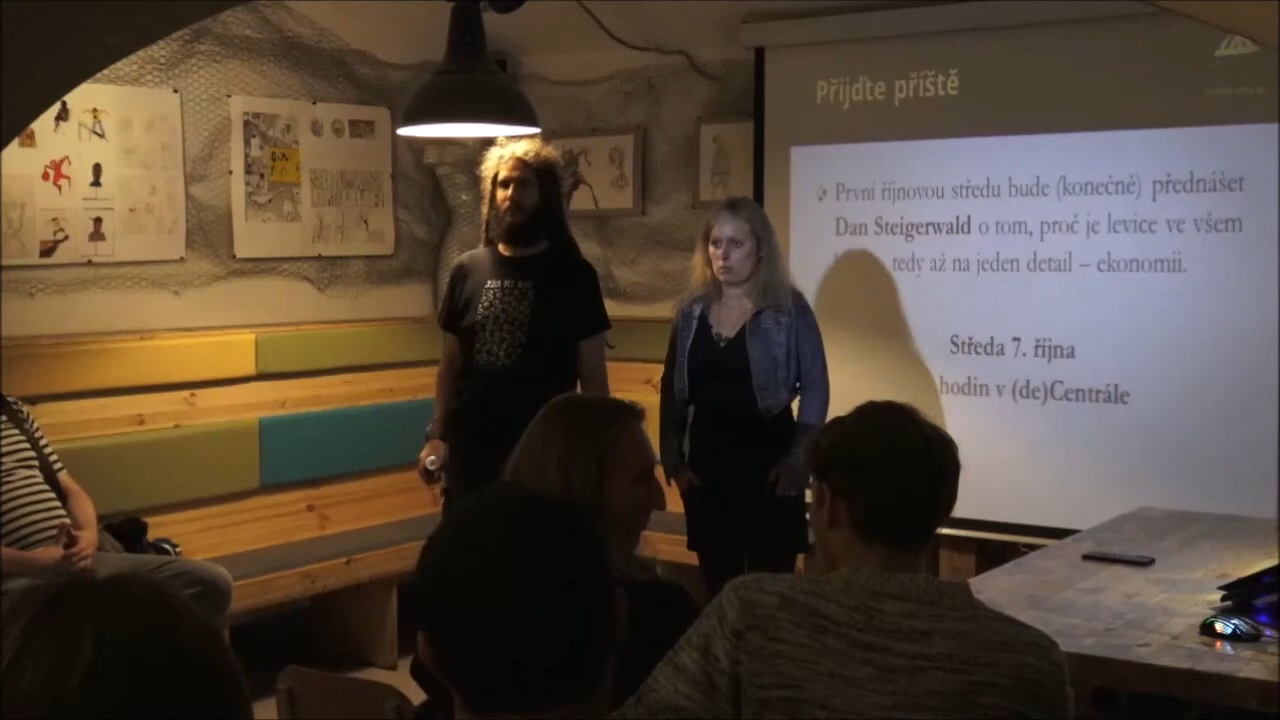 Přijdte příště
První říjnovou středu bude (konečně) přednášet
Dan Steigerwald o tom, proč je levice ve všem
tedy až na jeden detail – ekonomii.
Středa 7. října
hodin v (de)Centrále